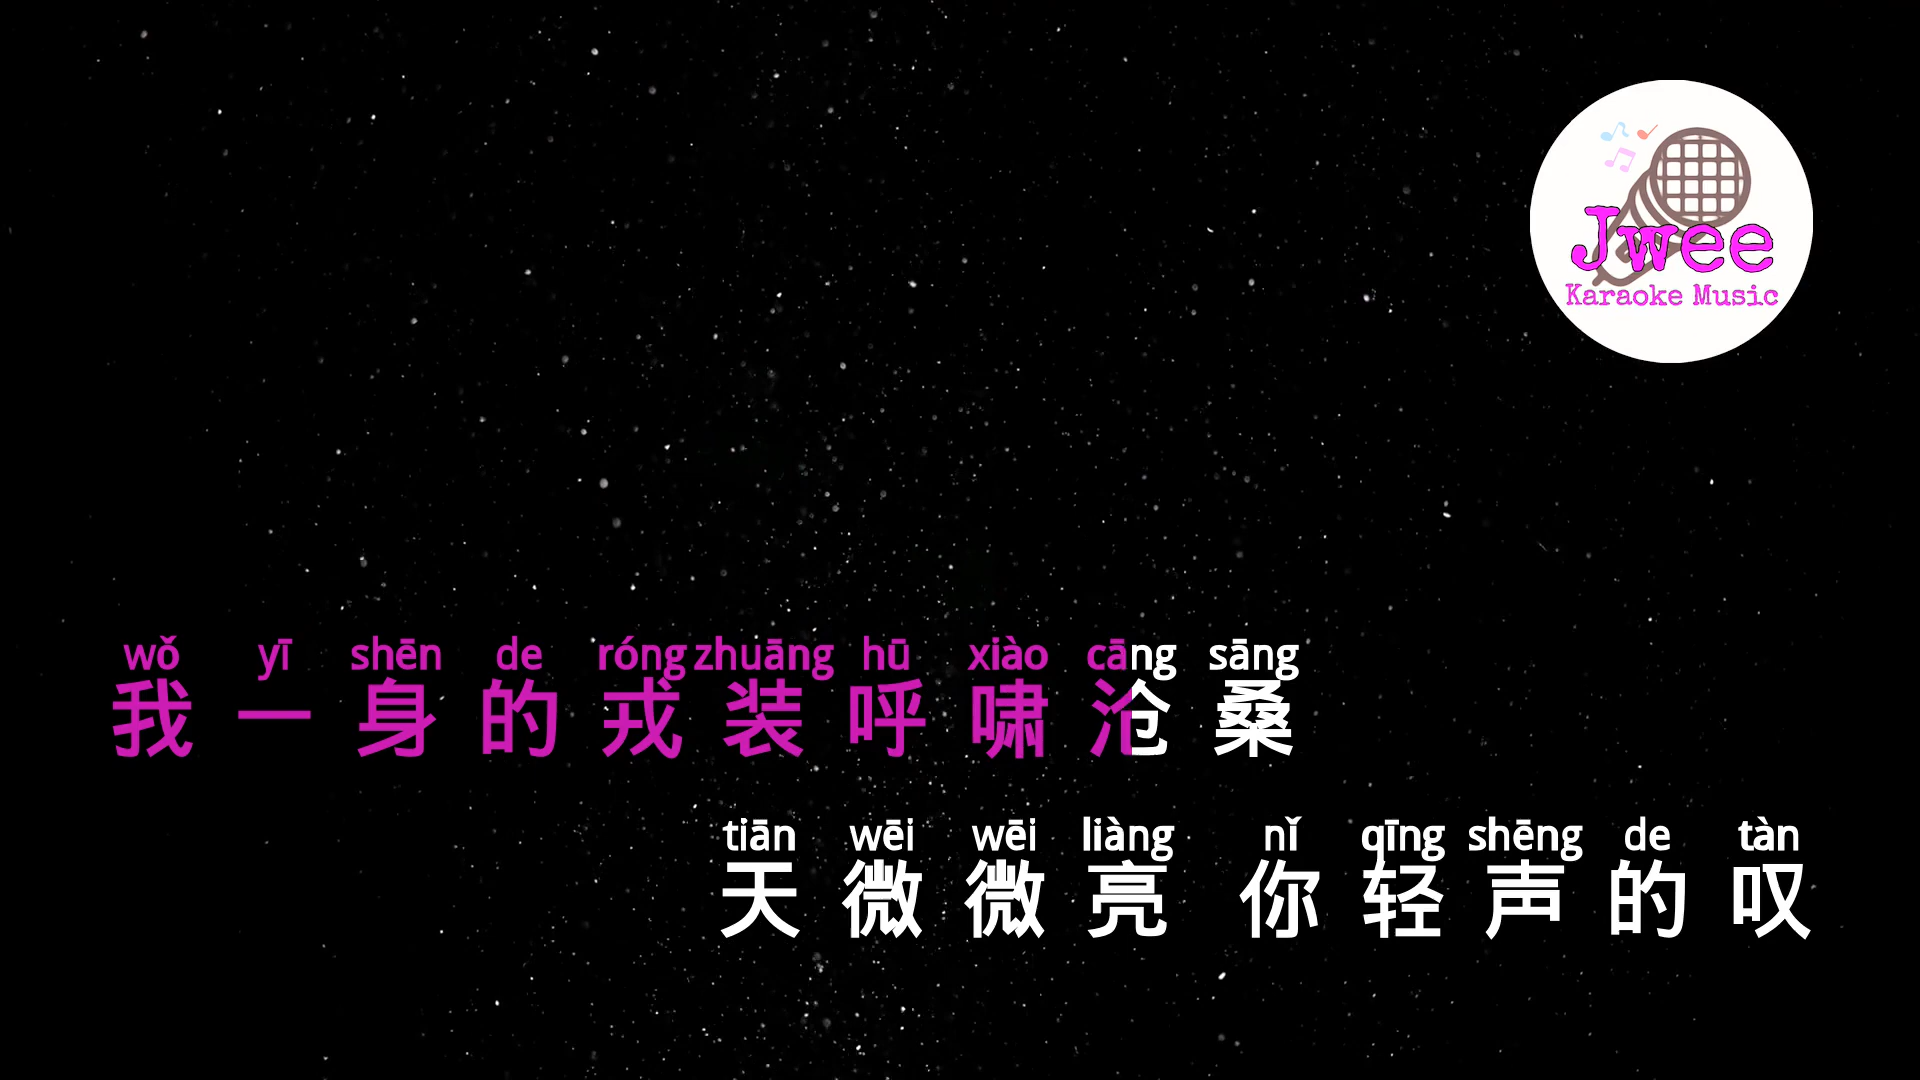 Jwee
Karaoke Music
wǒ yī shēn de róng zhuāng hū xiào cāng sāng
我 一 身 的 戎 装 呼 啸 沧 桑
tiān wēi wēi liàng nǐ qīng shēng de tàn
天 微 微 亮 你 轻 声 的 叹